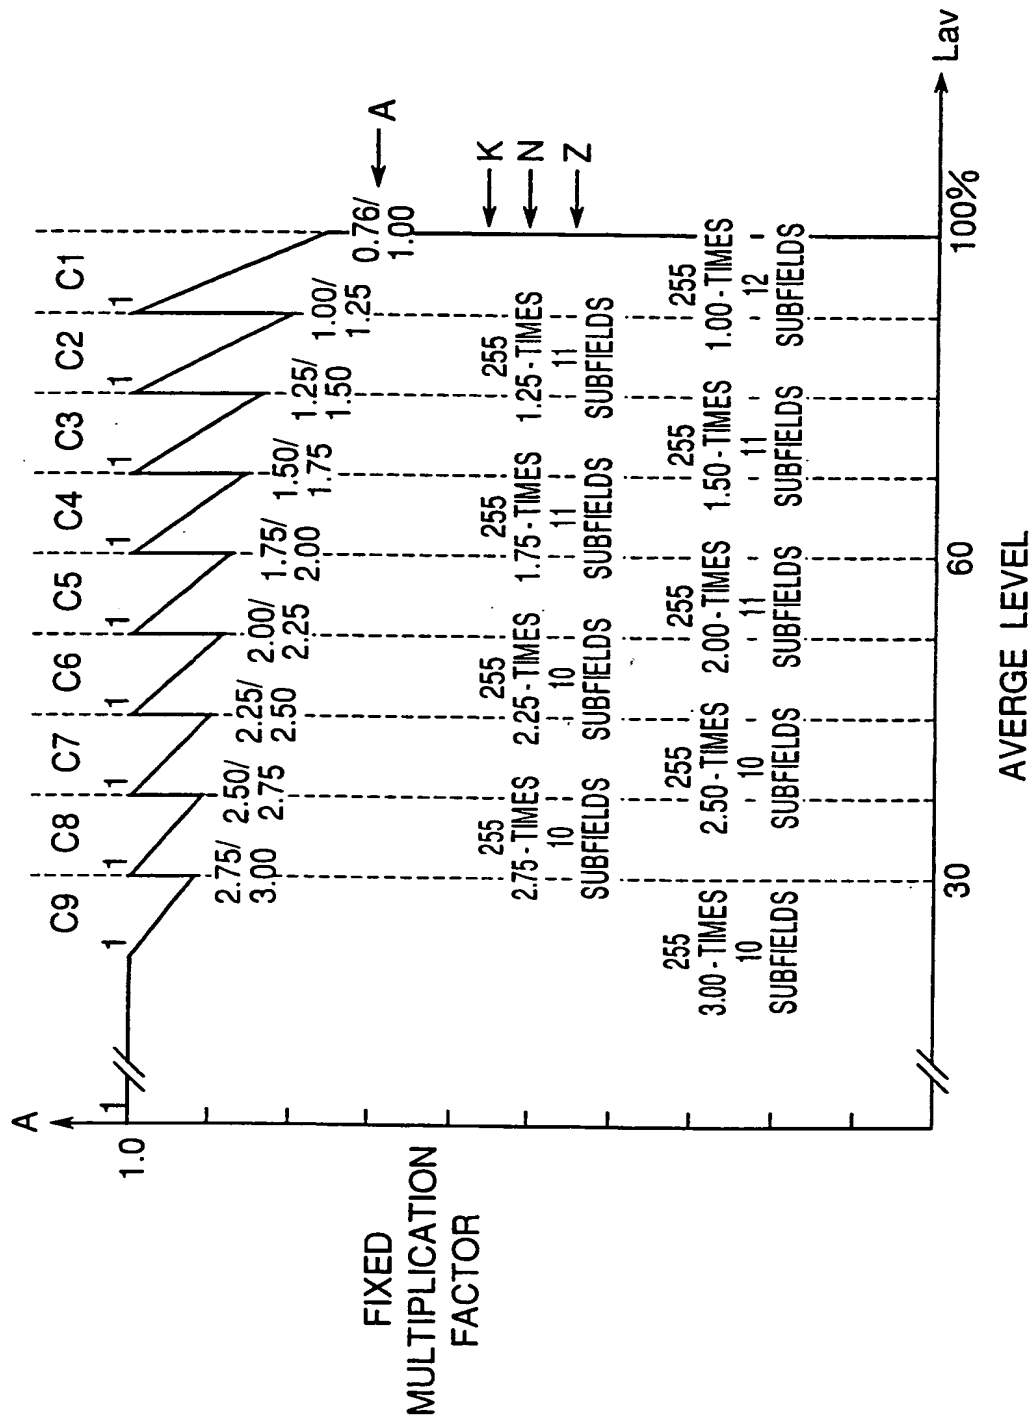 A
1.0
FIXED
MULTIPLICATION
FACTOR
C9
C8
C7
C6
C5
C4
C3
C2
C1
1
1
1
1
1
1
1
1
1
1
2.75/
3.00
2.50/
2.75
2.25/
2.50
2.00/
2.25
1.75/
2.00
1.50/
1.75
1.25/
1.50
1.00/
1.25
0.76/
1.00
A
K
N
Z
255
2.75-TIMES
10
SUBFIELDS
255
2.25-TIMES
10
SUBFIELDS
255
1.75-TIMES
11
SUBFIELDS
255
1.25-TIMES
11
SUBFIELDS
255
3.00-TIMES
10
SUBFIELDS
255
2.50-TIMES
10
SUBFIELDS
255
2.00-TIMES
11
SUBFIELDS
255
1.50-TIMES
11
SUBFIELDS
255
1.00-TIMES
12
SUBFIELDS
30
60
100%
Lav
AVERGE LEVEL